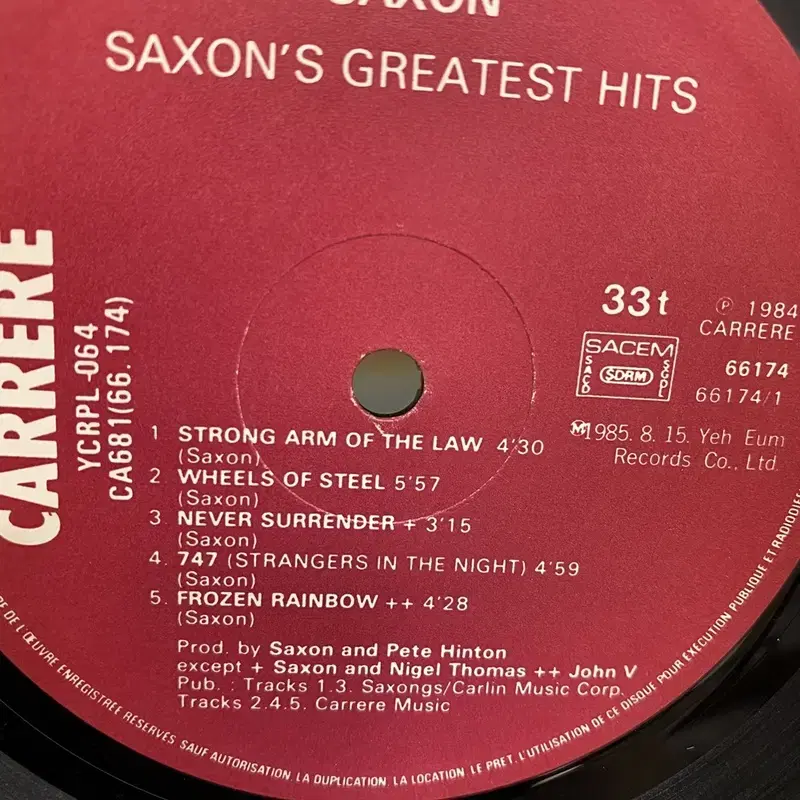 SAXON
SAXON'S GREATEST HITS
CARRERE
YCRPL-064
CA681(66. 174)
33t
Ⓟ 1984
CARRERE
SACEM
SACD
SDRM
SGDL
66174
66174/1
Ⓜ1985. 8. 15. Yeh Eum
Records Co., Ltd.
1 STRONG ARM OF THE LAW 4'30
(Saxon)
2 WHEELS OF STEEL 5'57
(Saxon)
3. NEVER SURRENDER + 3'15
(Saxon)
4. 747 (STRANGERS IN THE NIGHT) 4'59
(Saxon)
5. FROZEN RAINBOW ++ 4'28
(Saxon)
Prod. by Saxon and Pete Hinton
except + Saxon and Nigel Thomas ++ John V
Pub. : Tracks 1.3. Saxongs/Carlin Music Corp.
Tracks 2.4.5. Carrere Music
DE L'ŒUVRE ENREGISTREE RESERVES SAUF AUTORISATION LA DUPLICATION, LA LOCATION, LE PRET, L'UTILISATION DE CE DISQUE POUR EXECUTION PUBLIQUE ET RADIODIF